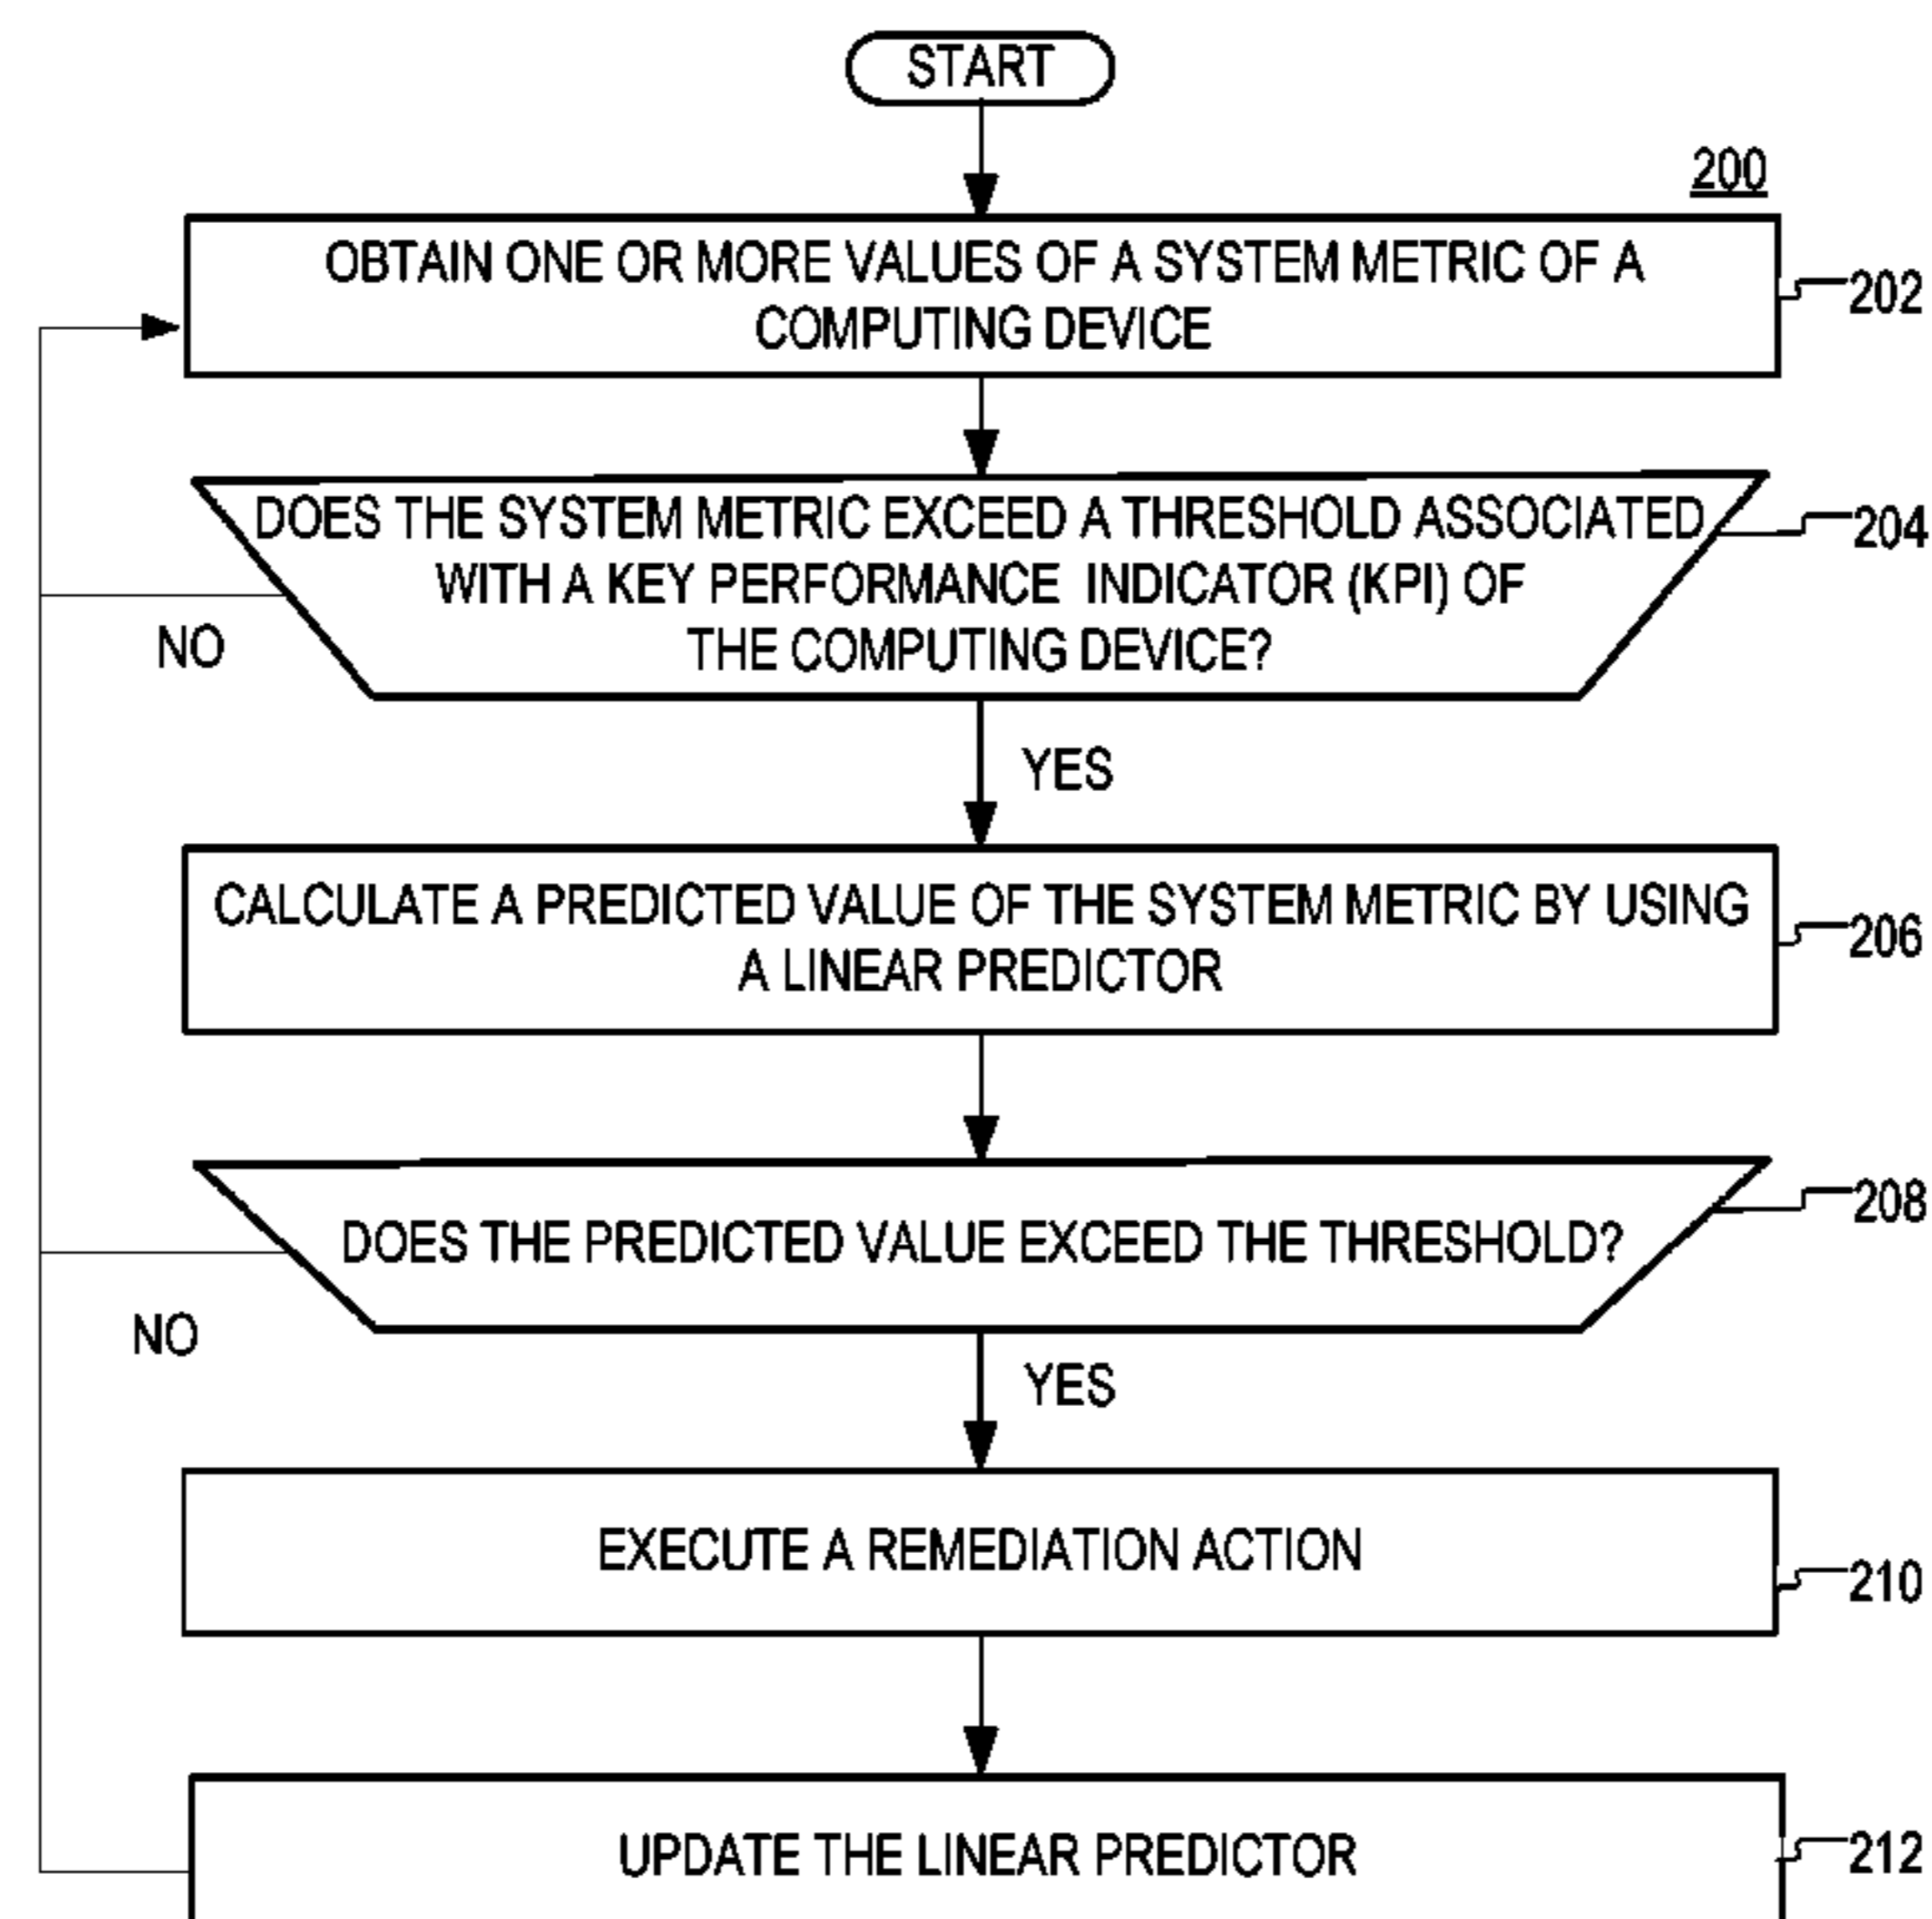 START
200
OBTAIN ONE OR MORE VALUES OF A SYSTEM METRIC OF A
COMPUTING DEVICE
202
DOES THE SYSTEM METRIC EXCEED A THRESHOLD ASSOCIATED
WITH A KEY PERFORMANCE INDICATOR (KPI) OF
THE COMPUTING DEVICE?
204
NO
YES
CALCULATE A PREDICTED VALUE OF THE SYSTEM METRIC BY USING
A LINEAR PREDICTOR
206
DOES THE PREDICTED VALUE EXCEED THE THRESHOLD?
208
NO
YES
EXECUTE A REMEDIATION ACTION
210
UPDATE THE LINEAR PREDICTOR
212